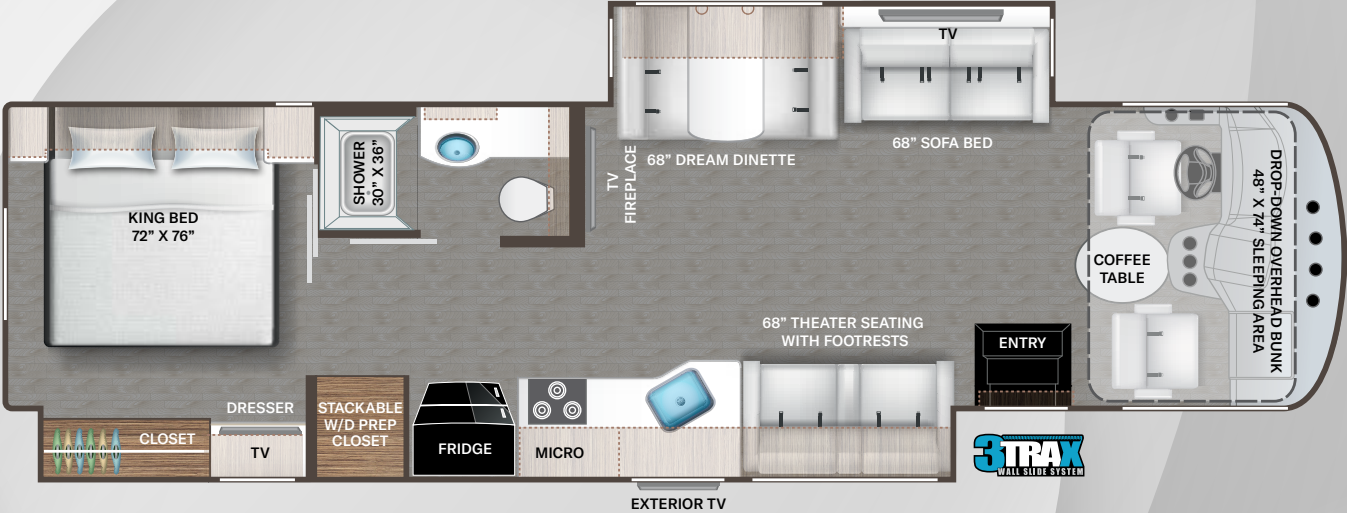 TV
68” DREAM DINETTE
68” SOFA BED
SHOWER
30” X 36”
TV
FIREPLACE
KING BED
72” X 76”
COFFEE
TABLE
DROP-DOWN OVERHEAD BUNK
48” X 74” SLEEPING AREA
68” THEATER SEATING
WITH FOOTRESTS
ENTRY
DRESSER
STACKABLE
W/D PREP
CLOSET
CLOSET
TV
FRIDGE
MICRO
3TRAX
WALL SLIDE SYSTEM
EXTERIOR TV